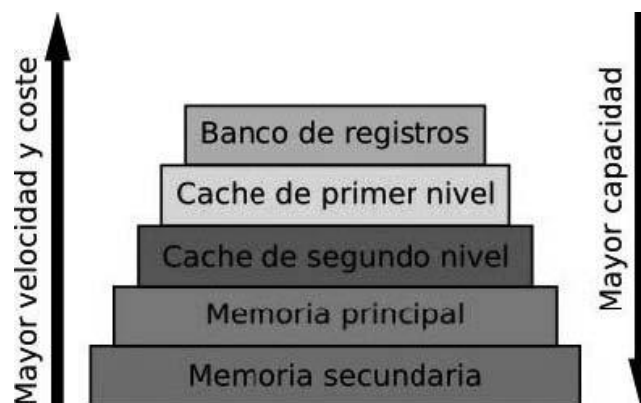 Mayor velocidad y coste
Banco de registros
Cache de primer nivel
Cache de segundo nivel
Memoria principal
Memoria secundaria
Mayor capacidad